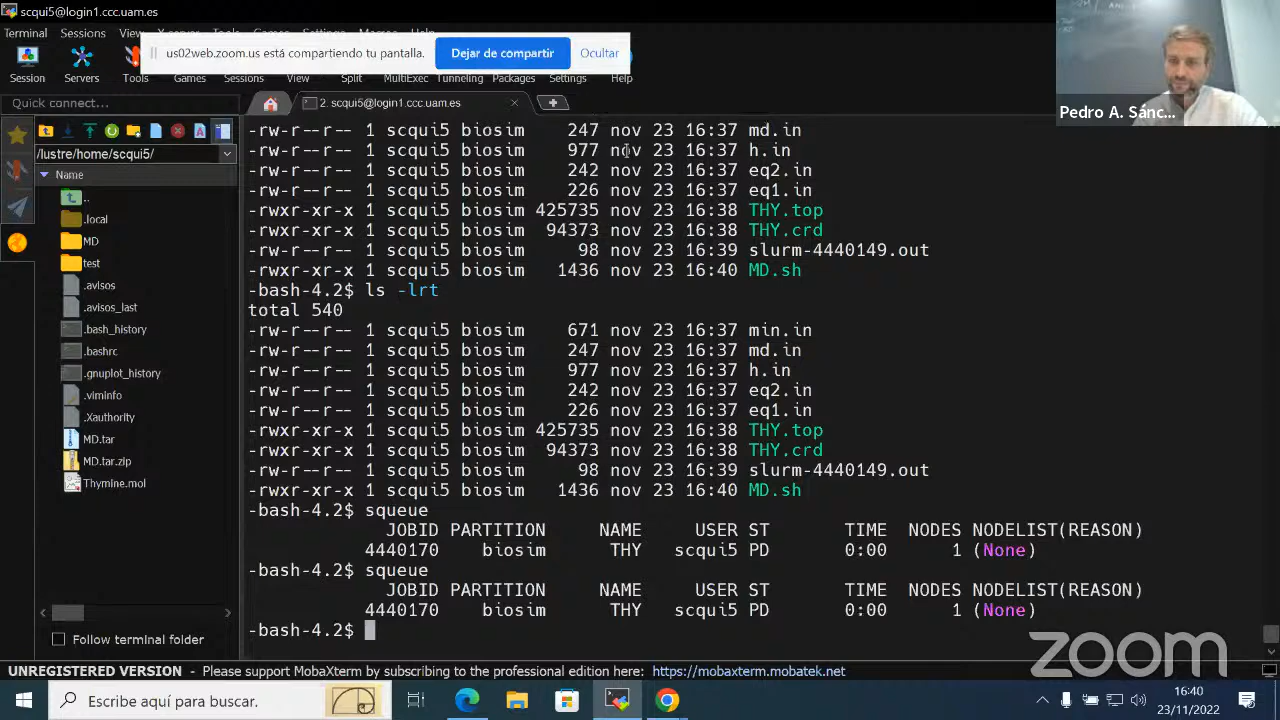 scqui5@login1.ccc.uam.es
Terminal Sessions
us02web.zoom.us está compartiendo tu pantalla. Dejar de compartir Ocultar
Session Servers Tools Games Sessions View Split MultiExec Tunneling Packages Settings Help
Quick connect...
2. scqui5@login1.ccc.uam.es
Pedro A. Sánc...
/lustre/home/scqui5/
Name
..
.local
MD
test
.avisos
.avisos_last
.bash_history
.bashrc
.gnuplot_history
.viminfo
.Xauthority
MD.tar
MD.tar.zip
Thymine.mol
Follow terminal folder
-rw-r--r-- 1 scqui5 biosim 247 nov 23 16:37 md.in
-rw-r--r-- 1 scqui5 biosim 977 nov 23 16:37 h.in
-rw-r--r-- 1 scqui5 biosim 242 nov 23 16:37 eq2.in
-rw-r--r-- 1 scqui5 biosim 226 nov 23 16:37 eq1.in
-rwxr-xr-x 1 scqui5 biosim 425735 nov 23 16:38 THY.top
-rwxr-xr-x 1 scqui5 biosim 94373 nov 23 16:38 THY.crd
-rw-r--r-- 1 scqui5 biosim 98 nov 23 16:39 slurm-4440149.out
-rwxr-xr-x 1 scqui5 biosim 1436 nov 23 16:40 MD.sh
-bash-4.2$ ls -lrt
total 540
-rw-r--r-- 1 scqui5 biosim 671 nov 23 16:37 min.in
-rw-r--r-- 1 scqui5 biosim 247 nov 23 16:37 md.in
-rw-r--r-- 1 scqui5 biosim 977 nov 23 16:37 h.in
-rw-r--r-- 1 scqui5 biosim 242 nov 23 16:37 eq2.in
-rw-r--r-- 1 scqui5 biosim 226 nov 23 16:37 eq1.in
-rwxr-xr-x 1 scqui5 biosim 425735 nov 23 16:38 THY.top
-rwxr-xr-x 1 scqui5 biosim 94373 nov 23 16:38 THY.crd
-rw-r--r-- 1 scqui5 biosim 98 nov 23 16:39 slurm-4440149.out
-rwxr-xr-x 1 scqui5 biosim 1436 nov 23 16:40 MD.sh
-bash-4.2$ squeue
JOBID PARTITION NAME USER ST TIME NODES NODELIST(REASON)
4440170 biosim THY scqui5 PD 0:00 1 (None)
-bash-4.2$ squeue
JOBID PARTITION NAME USER ST TIME NODES NODELIST(REASON)
4440170 biosim THY scqui5 PD 0:00 1 (None)
-bash-4.2$
zoom
UNREGISTERED VERSION - Please support MobaXterm by subscribing to the professional edition here: https://mobaxterm.mobatek.net
Escribe aquí para buscar.
16:40
23/11/2022